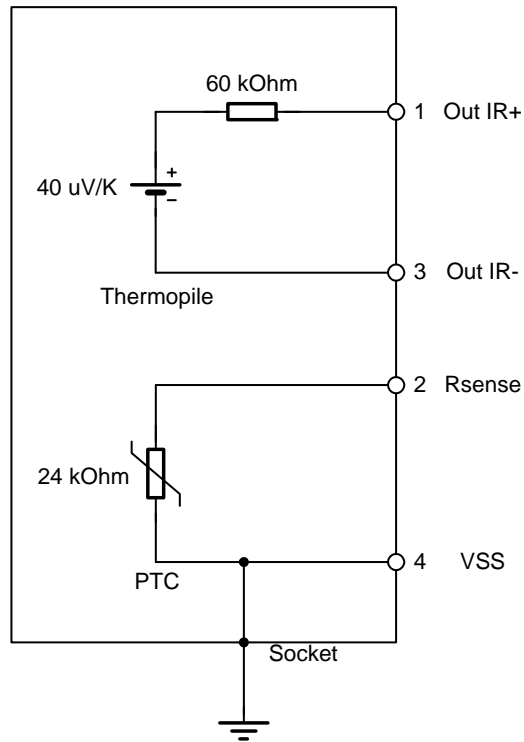 60 kOhm
1 Out IR+
40 uV/K
+
−
3 Out IR-
Thermopile
2 Rsense
24 kOhm
4 VSS
PTC
Socket